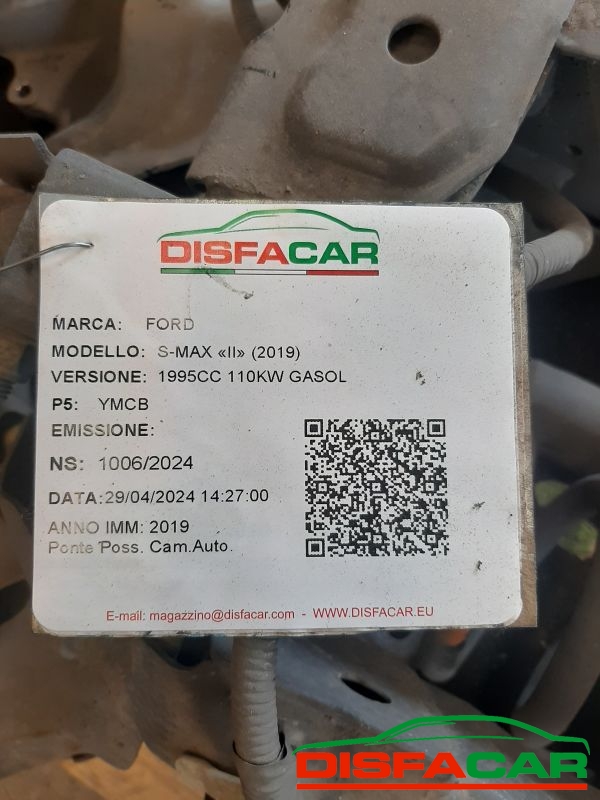 DISFACAR
MARCA: FORD
MODELLO: S-MAX «II» (2019)
VERSIONE: 1995CC 110KW GASOL
P5: YMCB
EMISSIONE:
NS: 1006/2024
DATA:29/04/2024 14:27:00
ANNO IMM: 2019
Ponte Poss. Cam.Auto.
E-mail: magazzino@disfacar.com - WWW.DISFACAR.EU
DISFACAR